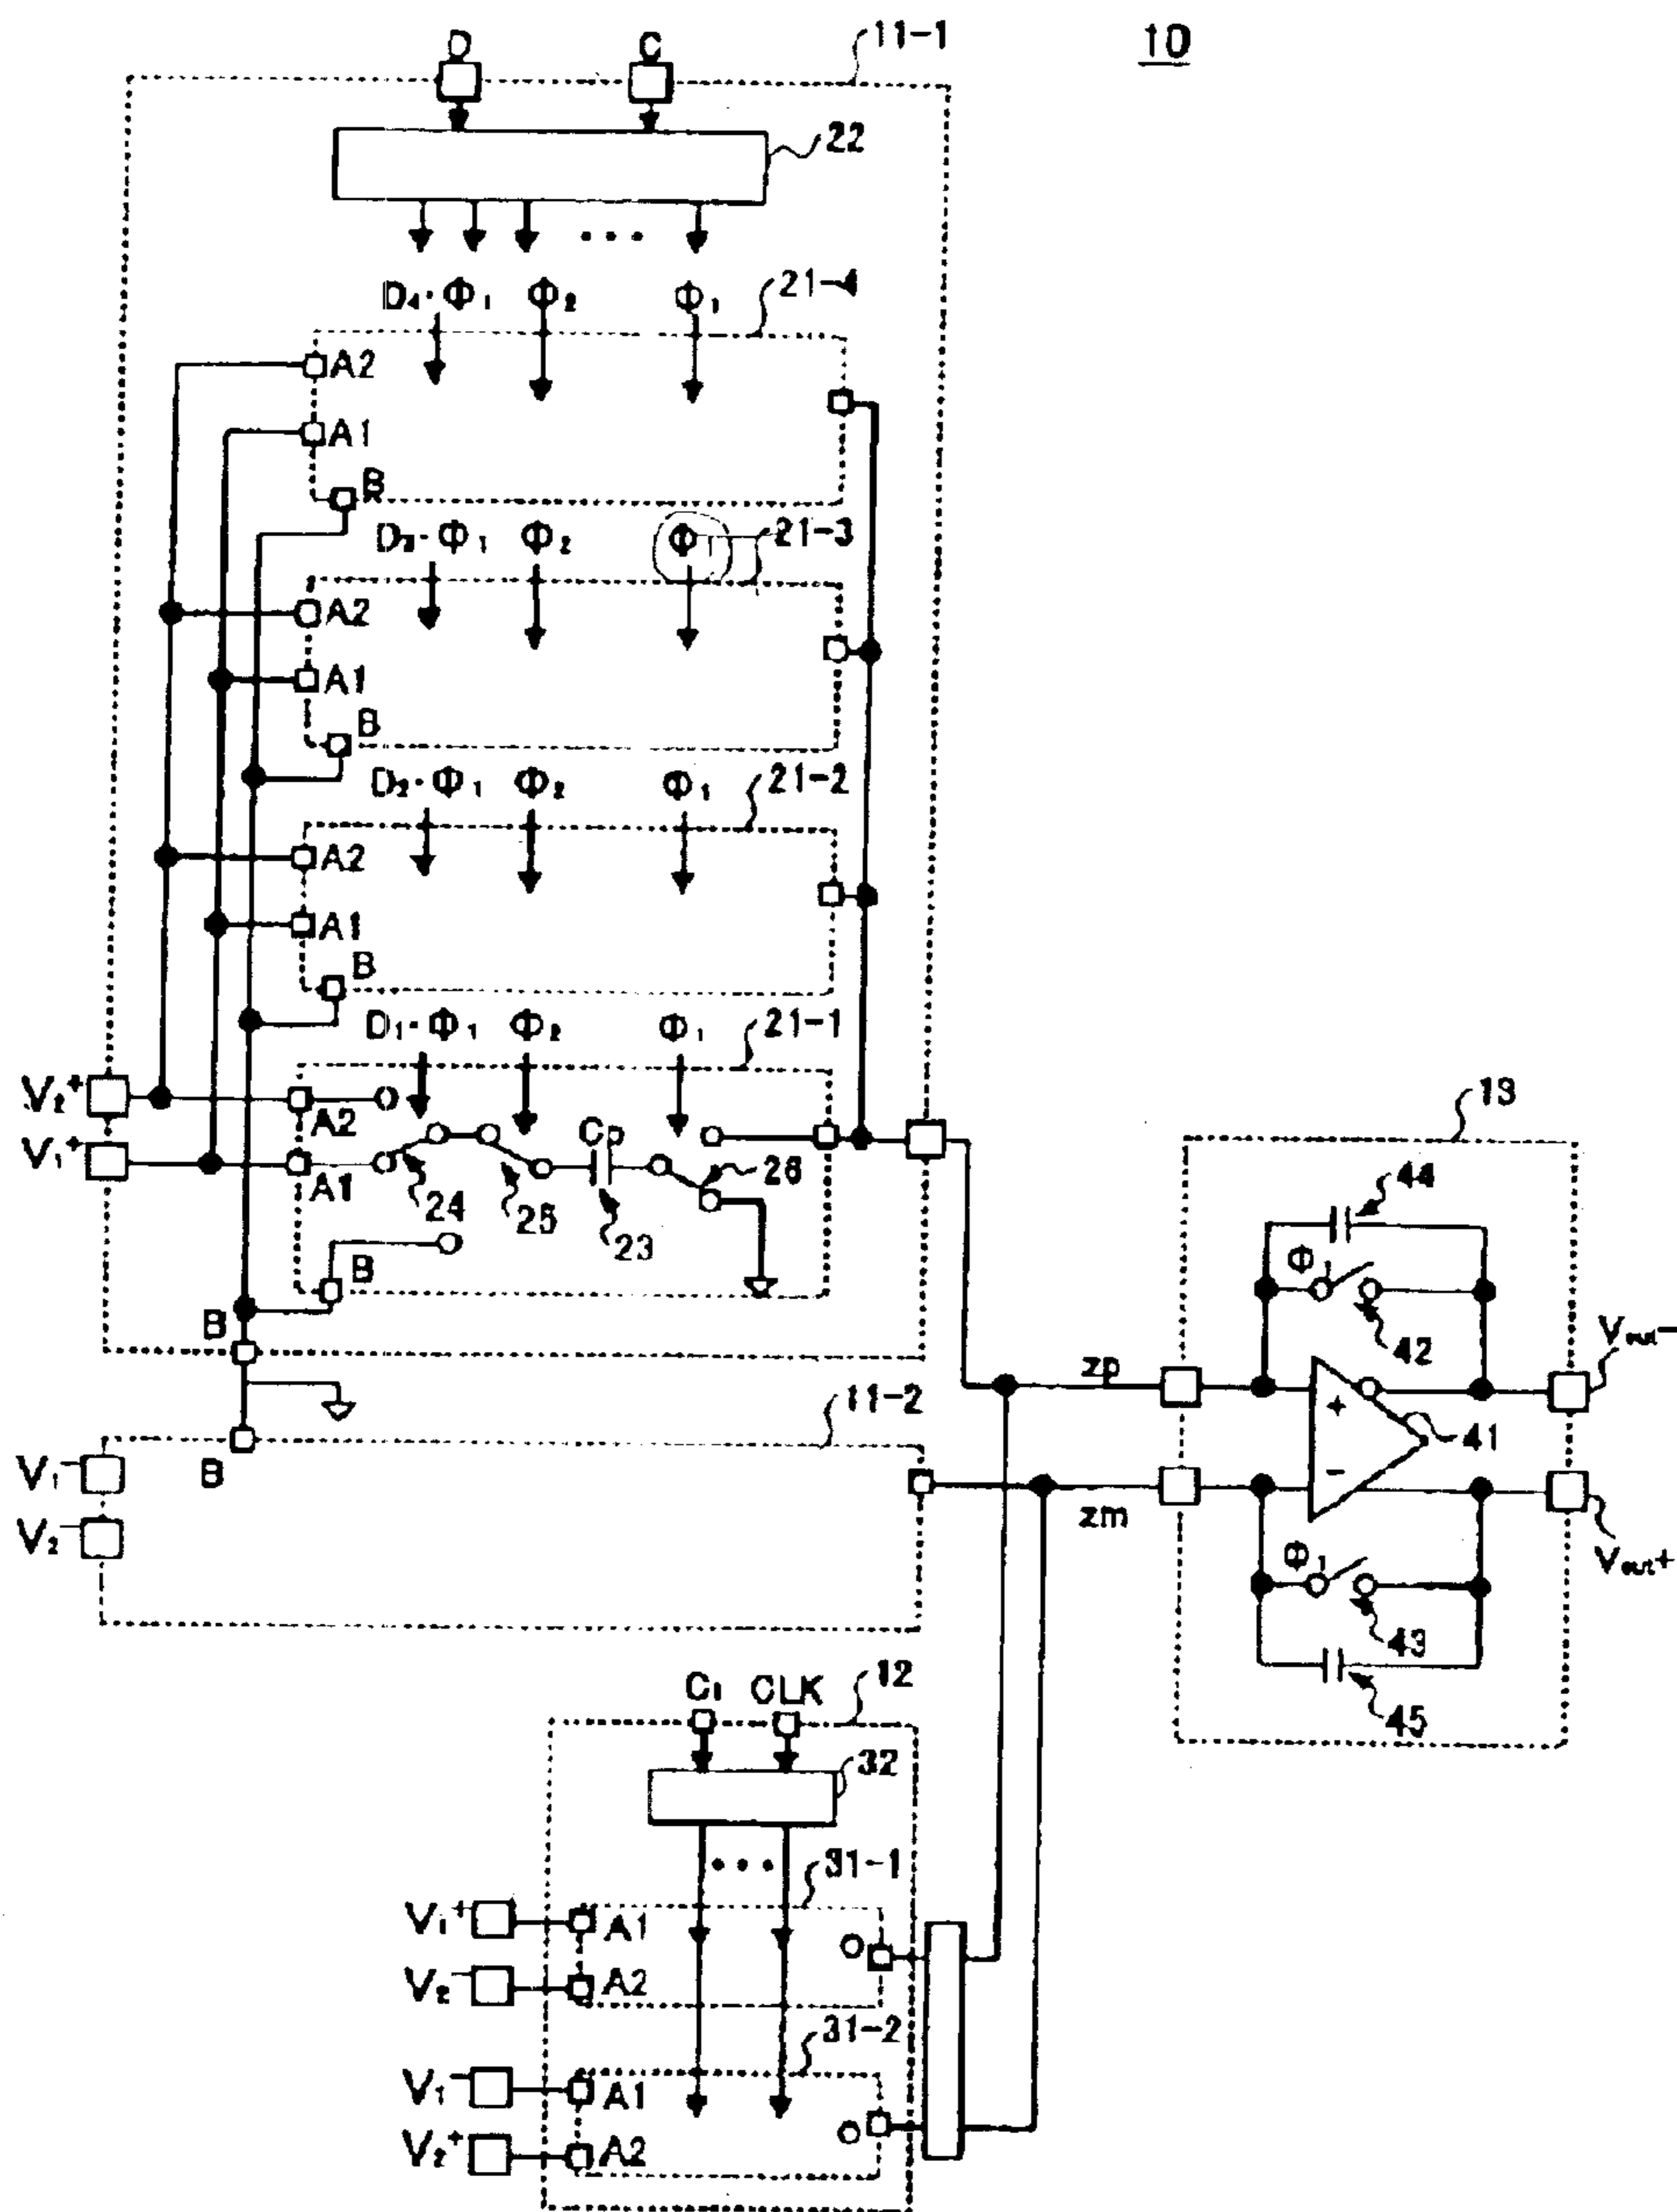 10
11-1
D C
22
D₄·Φ₁ Φ₂ Φ₁ 21-4
A2
A1
B
D₃·Φ₁ Φ₂ Φ₁ 21-3
A2
A1
B
D₂·Φ₁ Φ₂ Φ₁ 21-2
A2
A1
B
D₁·Φ₁ Φ₂ Φ₁ 21-1
V₂⁺ A2
V₁⁺ A1
24 25 Cp 23 26
B
B
11-2
V₁⁻ B
V₂⁻
zp
zm
13
44
Φ₁
42
Vout−
+
−
41
Vout+
Φ₁
43
45
C₁ CLK 12
32
31-1
V₁⁺ A1
V₂⁻ A2
31-2
V₁⁻ A1
V₂⁺ A2